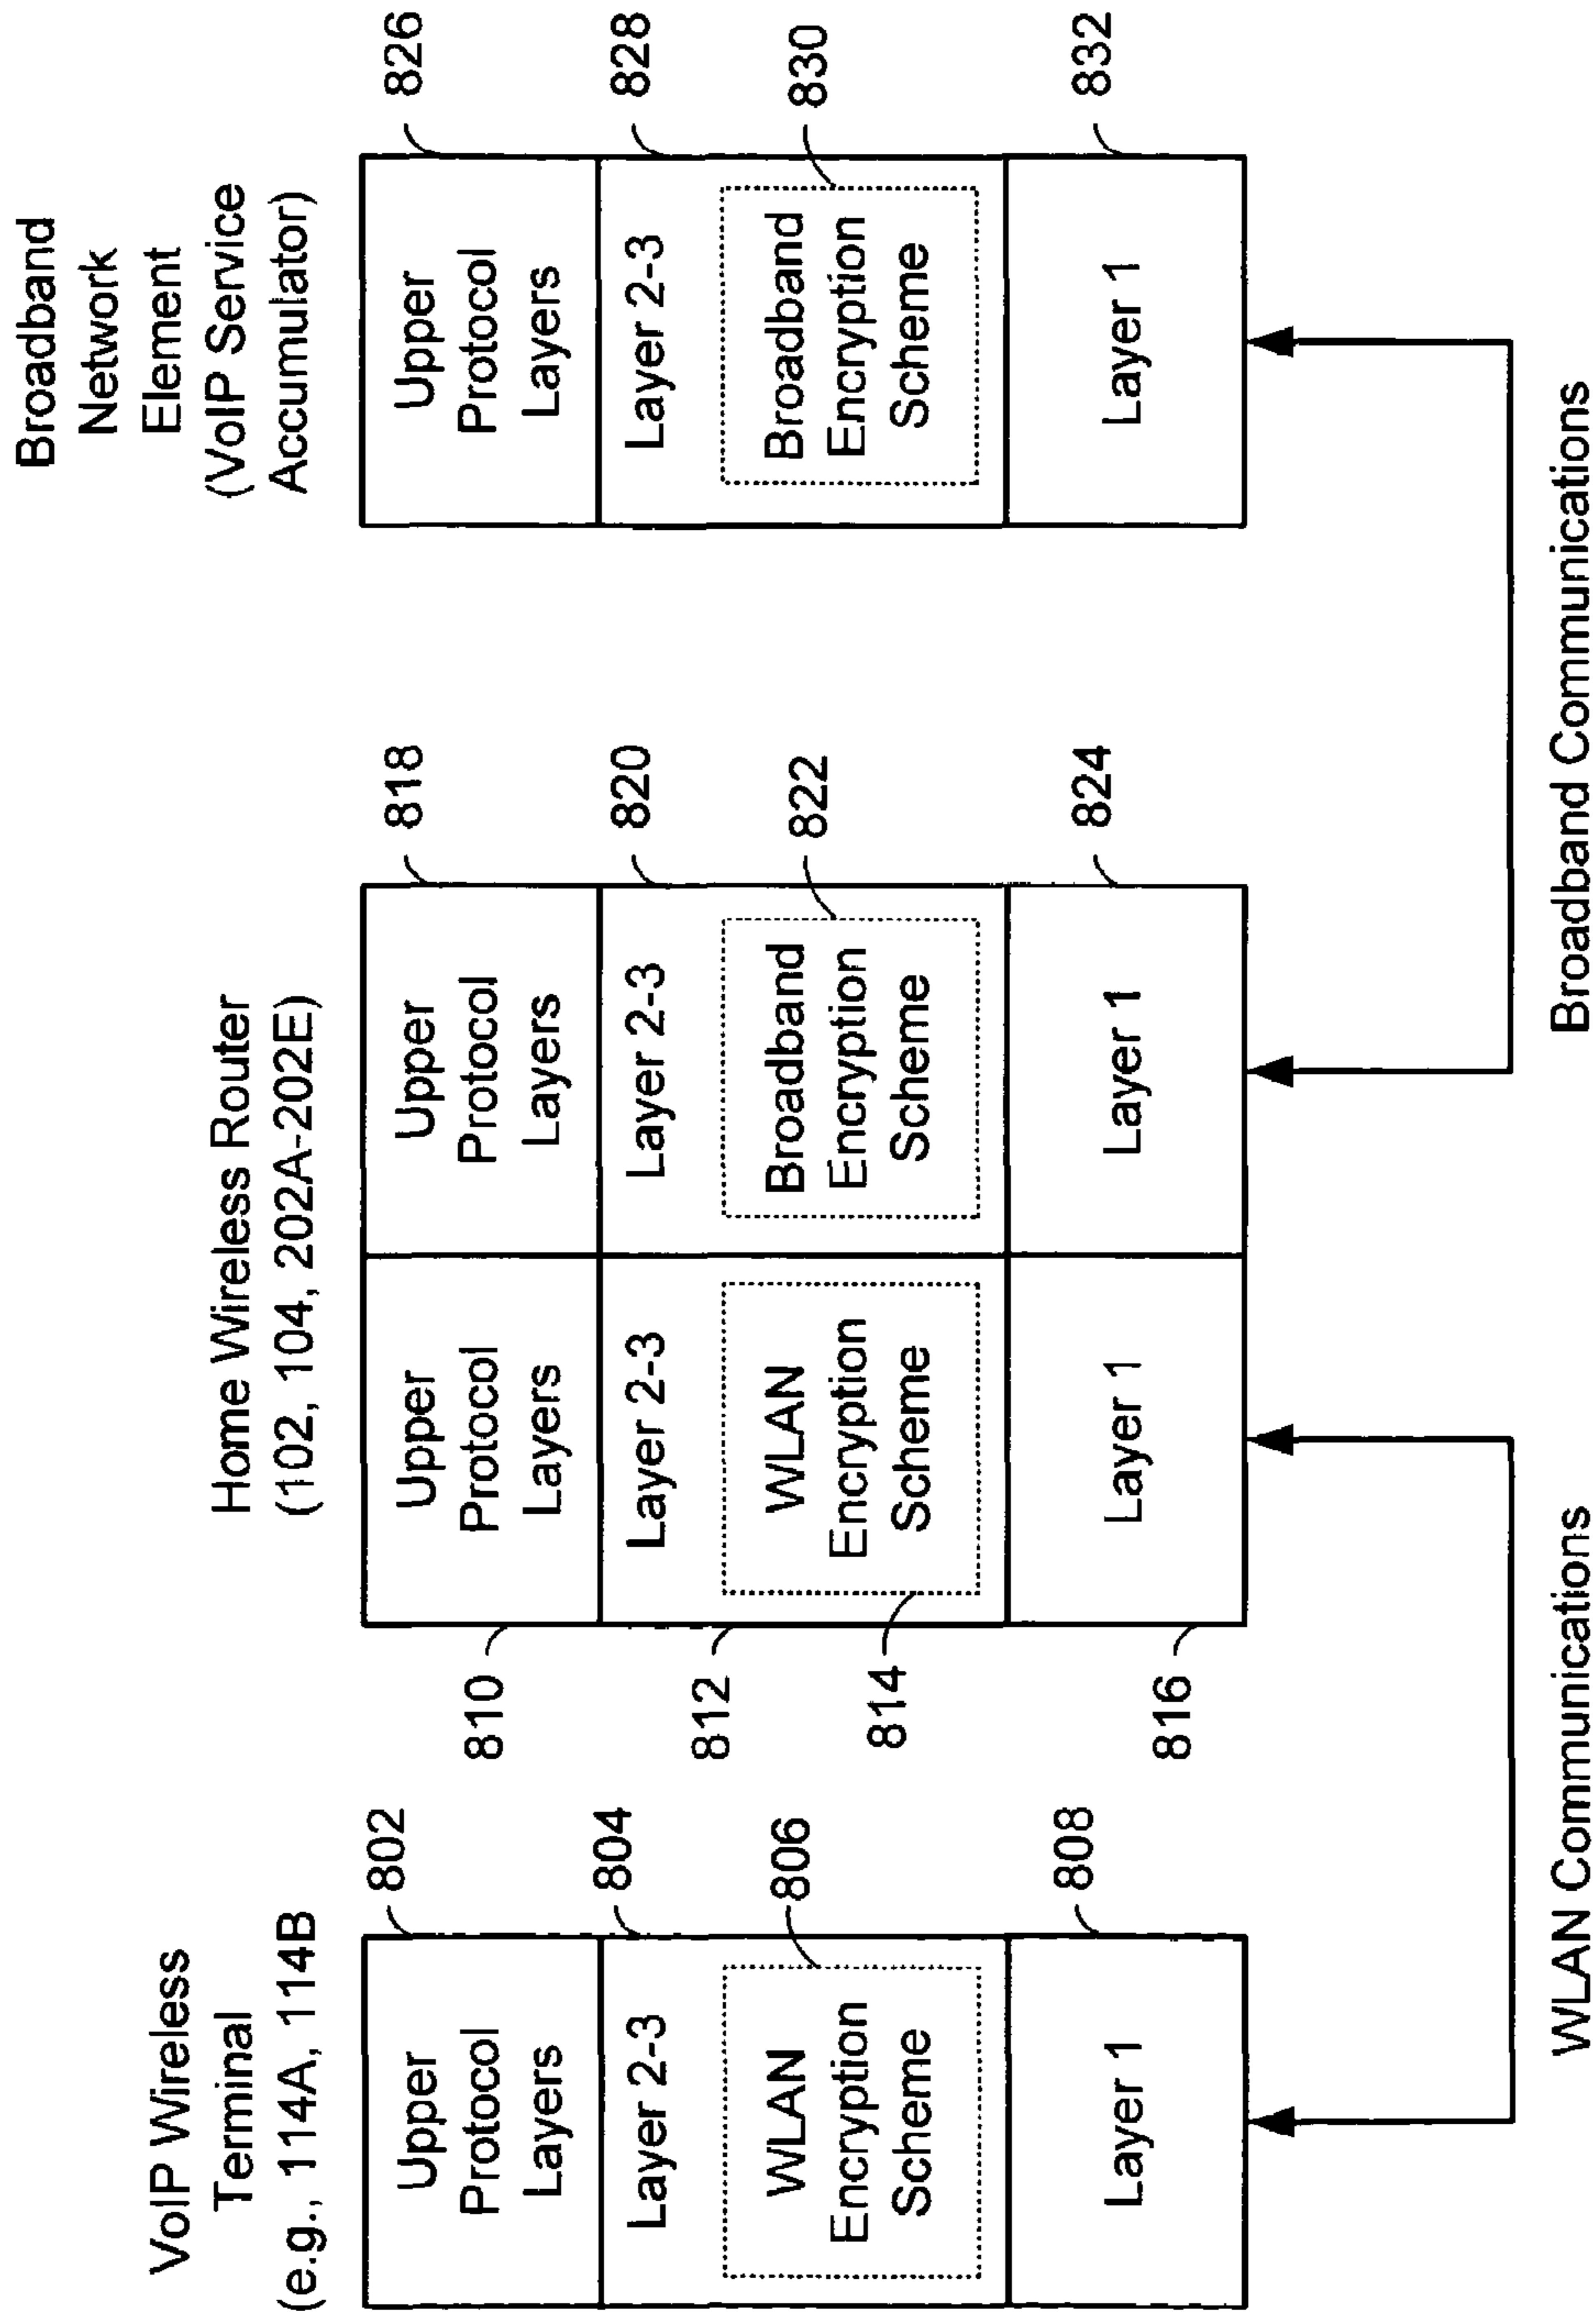 VoIP Wireless
Terminal
(e.g., 114A, 114B
Upper
Protocol
Layers
802
Layer 2-3
804
WLAN
Encryption
Scheme
806
Layer 1
808
Home Wireless Router
(102, 104, 202A-202E)
810
Upper
Protocol
Layers
812
Layer 2-3
814
WLAN
Encryption
Scheme
816
Layer 1
Upper
Protocol
Layers
818
Layer 2-3
820
Broadband
Encryption
Scheme
822
Layer 1
824
Broadband
Network
Element
(VoIP Service
Accumulator)
Upper
Protocol
Layers
826
Layer 2-3
828
Broadband
Encryption
Scheme
830
Layer 1
832
WLAN Communications
Broadband Communications